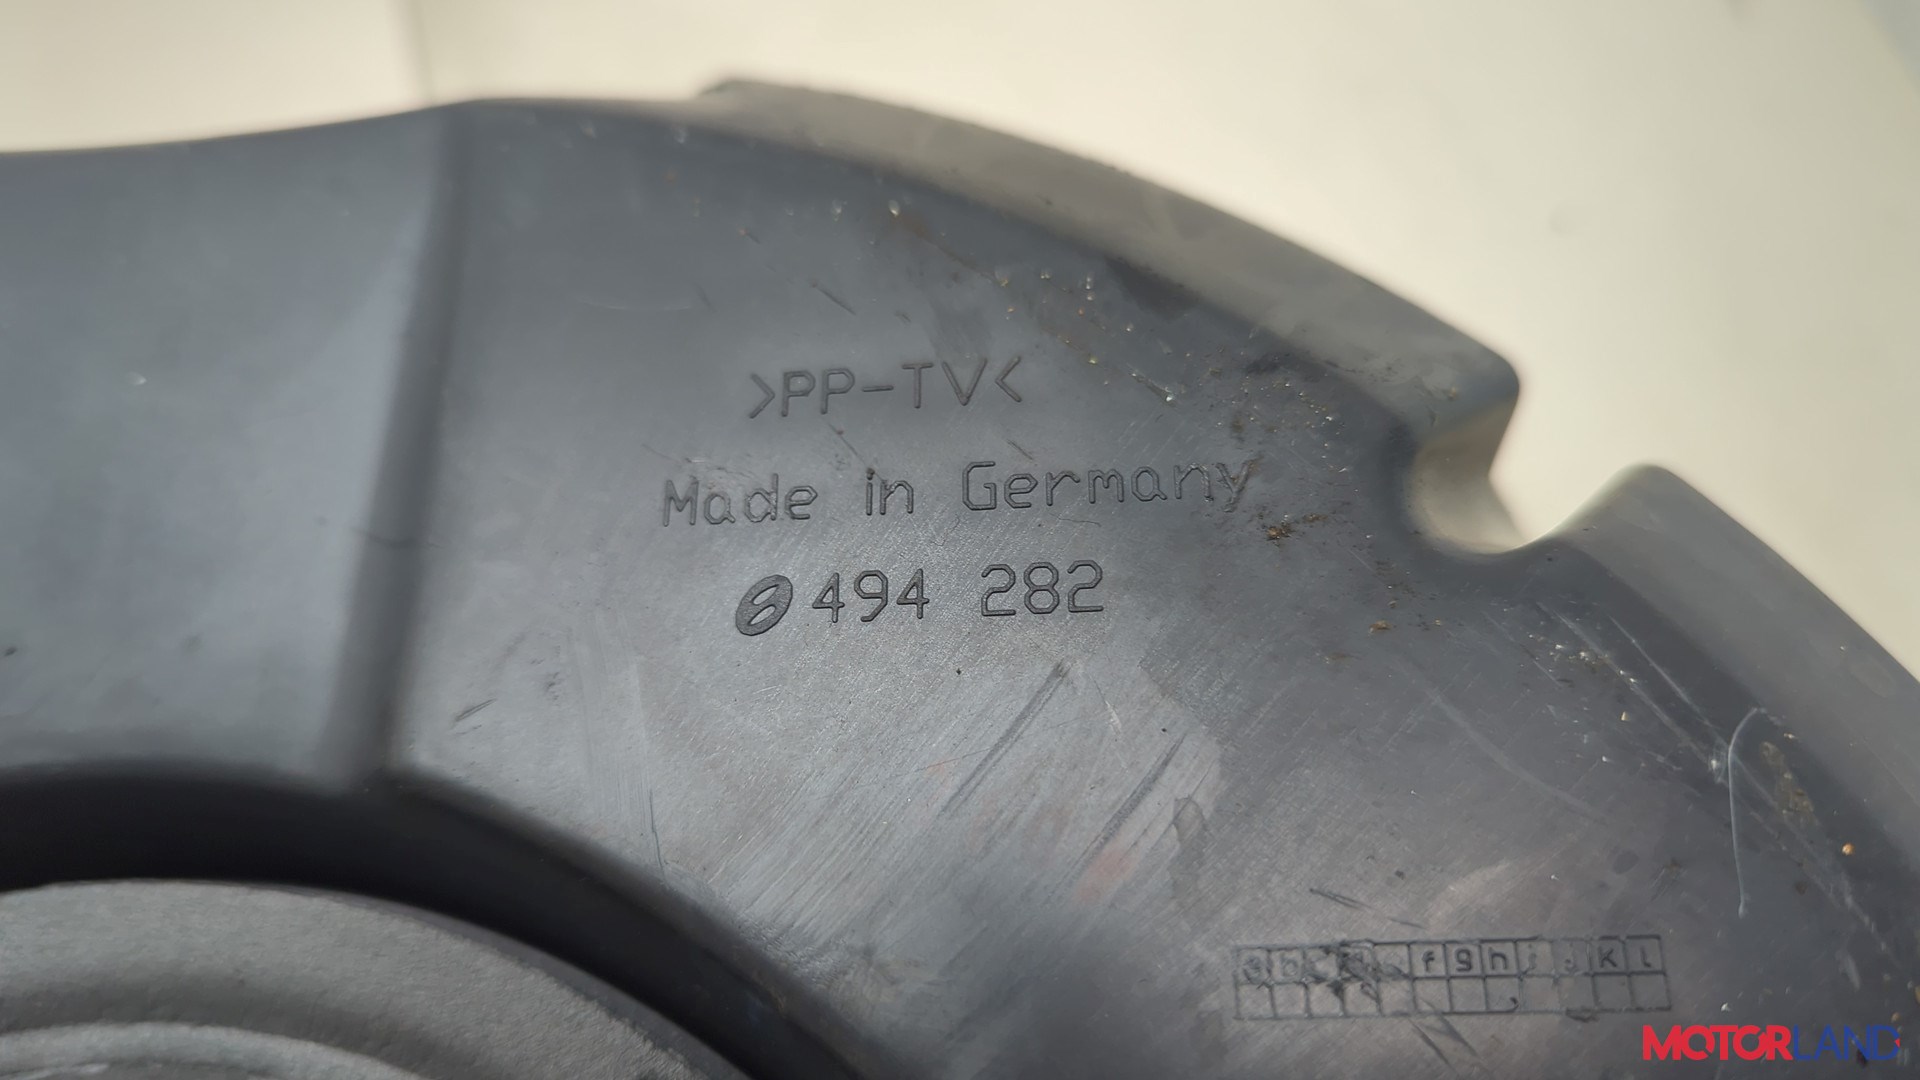 >PP-TV<
Made in Germany
494 282
f g h j k l
MOTORLAND